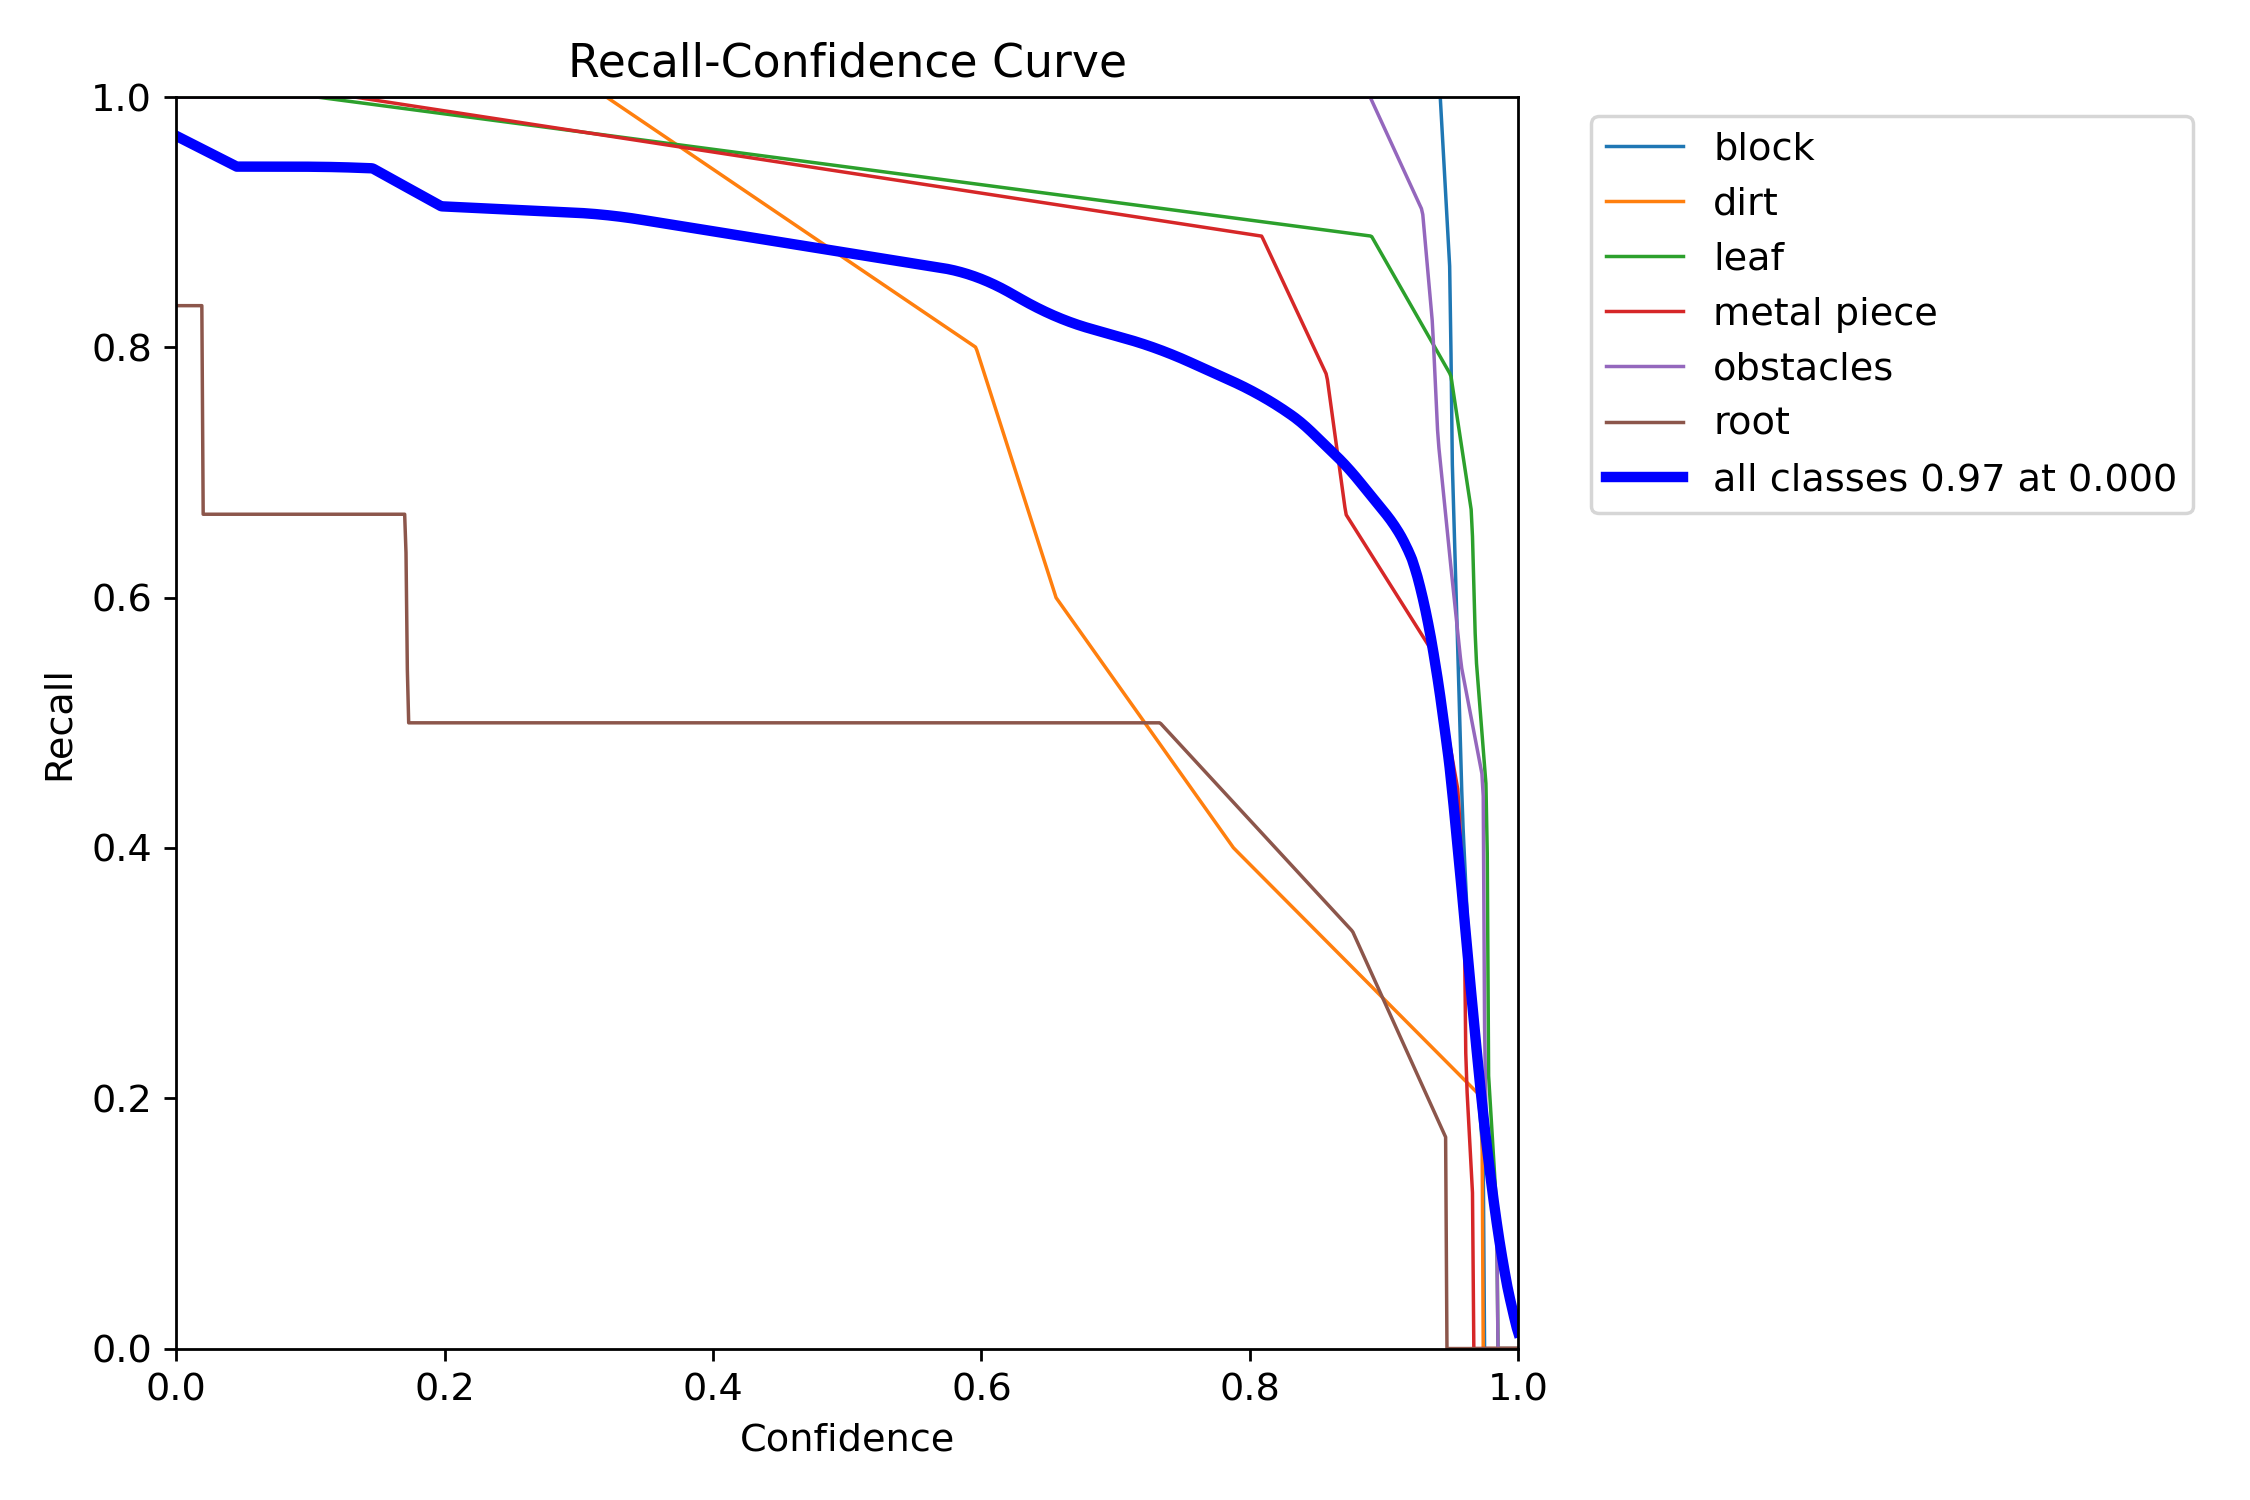 Recall-Confidence Curve
1.0
0.8
0.6
0.4
0.2
0.0
Recall
0.0 0.2 0.4 0.6 0.8 1.0
Confidence
block
dirt
leaf
metal piece
obstacles
root
all classes 0.97 at 0.000